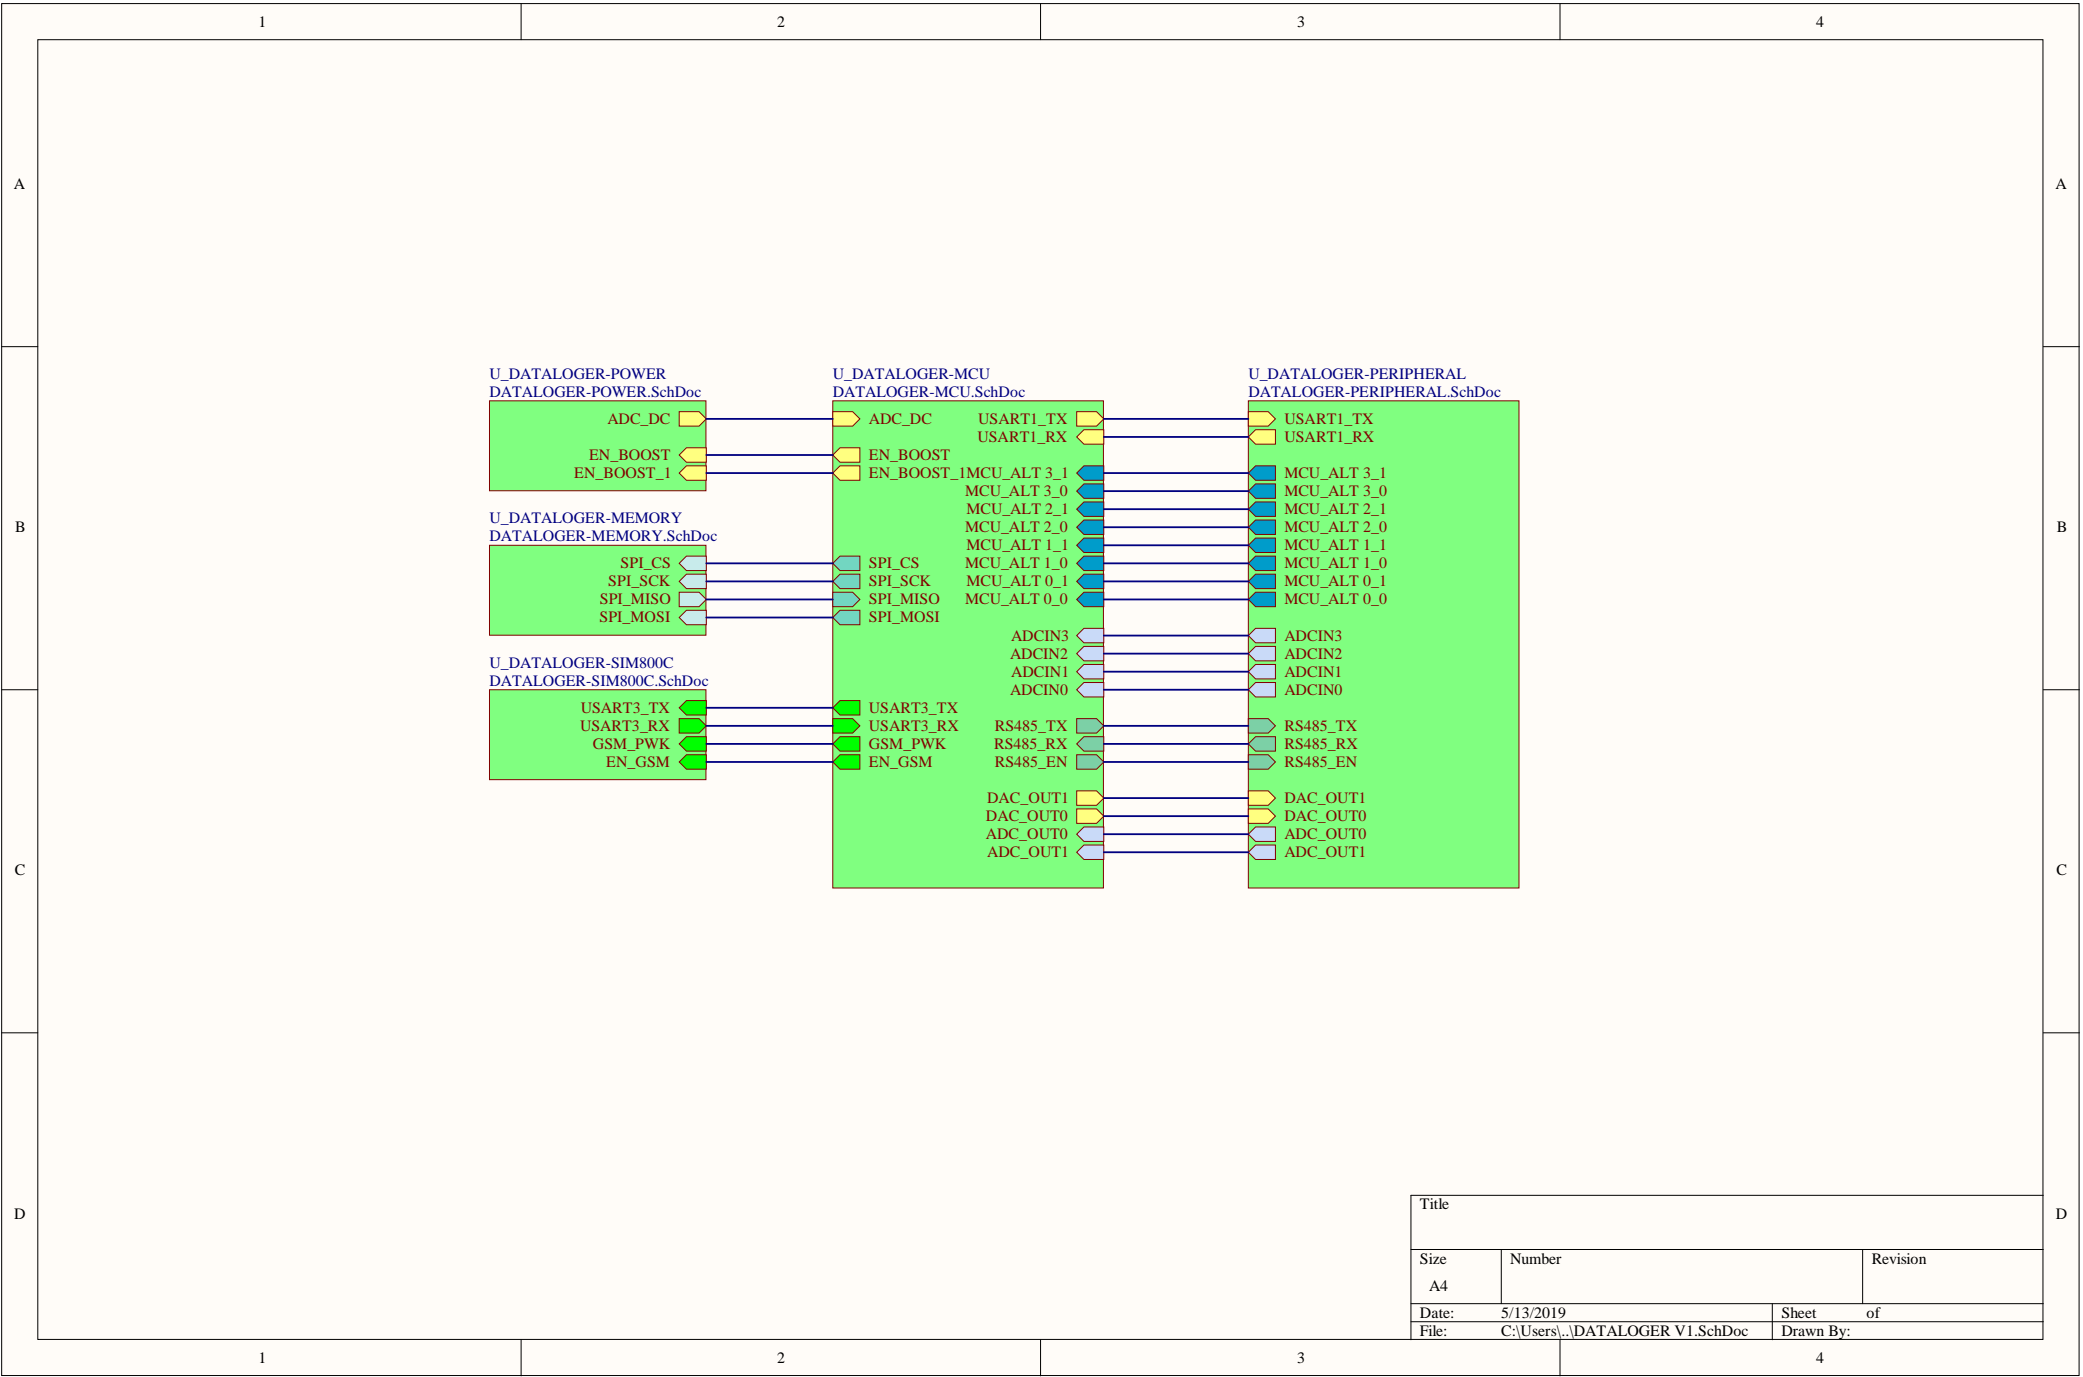 1 2 3 4
A A
U_DATALOGER-POWER
DATALOGER-POWER.SchDoc
ADC_DC
EN_BOOST
EN_BOOST_1
U_DATALOGER-MEMORY
DATALOGER-MEMORY.SchDoc
SPI_CS
SPI_SCK
SPI_MISO
SPI_MOSI
U_DATALOGER-SIM800C
DATALOGER-SIM800C.SchDoc
USART3_TX
USART3_RX
GSM_PWK
EN_GSM
U_DATALOGER-MCU
DATALOGER-MCU.SchDoc
ADC_DC
EN_BOOST
EN_BOOST_1
SPI_CS
SPI_SCK
SPI_MISO
SPI_MOSI
USART3_TX
USART3_RX
GSM_PWK
EN_GSM
USART1_TX
USART1_RX
MCU_ALT 3_1
MCU_ALT 3_0
MCU_ALT 2_1
MCU_ALT 2_0
MCU_ALT 1_1
MCU_ALT 1_0
MCU_ALT 0_1
MCU_ALT 0_0
ADCIN3
ADCIN2
ADCIN1
ADCIN0
RS485_TX
RS485_RX
RS485_EN
DAC_OUT1
DAC_OUT0
ADC_OUT0
ADC_OUT1
U_DATALOGER-PERIPHERAL
DATALOGER-PERIPHERAL.SchDoc
USART1_TX
USART1_RX
MCU_ALT 3_1
MCU_ALT 3_0
MCU_ALT 2_1
MCU_ALT 2_0
MCU_ALT 1_1
MCU_ALT 1_0
MCU_ALT 0_1
MCU_ALT 0_0
ADCIN3
ADCIN2
ADCIN1
ADCIN0
RS485_TX
RS485_RX
RS485_EN
DAC_OUT1
DAC_OUT0
ADC_OUT0
ADC_OUT1
B B
C C
D D
Title
Size Number Revision
A4
Date: 5/13/2019 Sheet of
File: C:\Users\..\DATALOGER V1.SchDoc Drawn By:
1 2 3 4